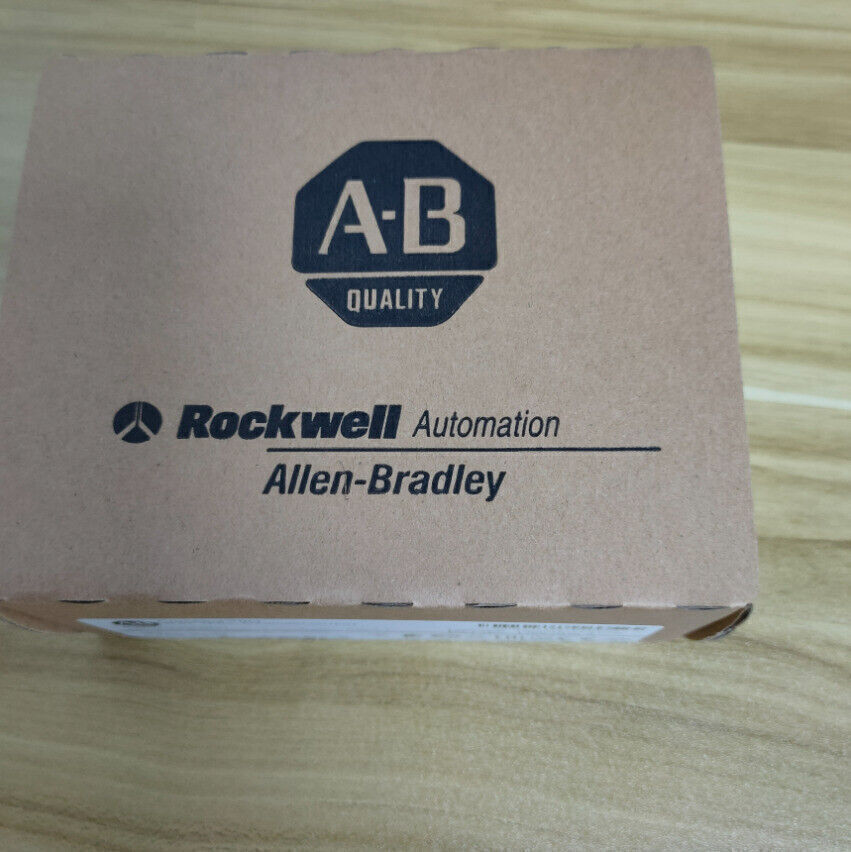 A-B
QUALITY
Rockwell Automation
Allen-Bradley